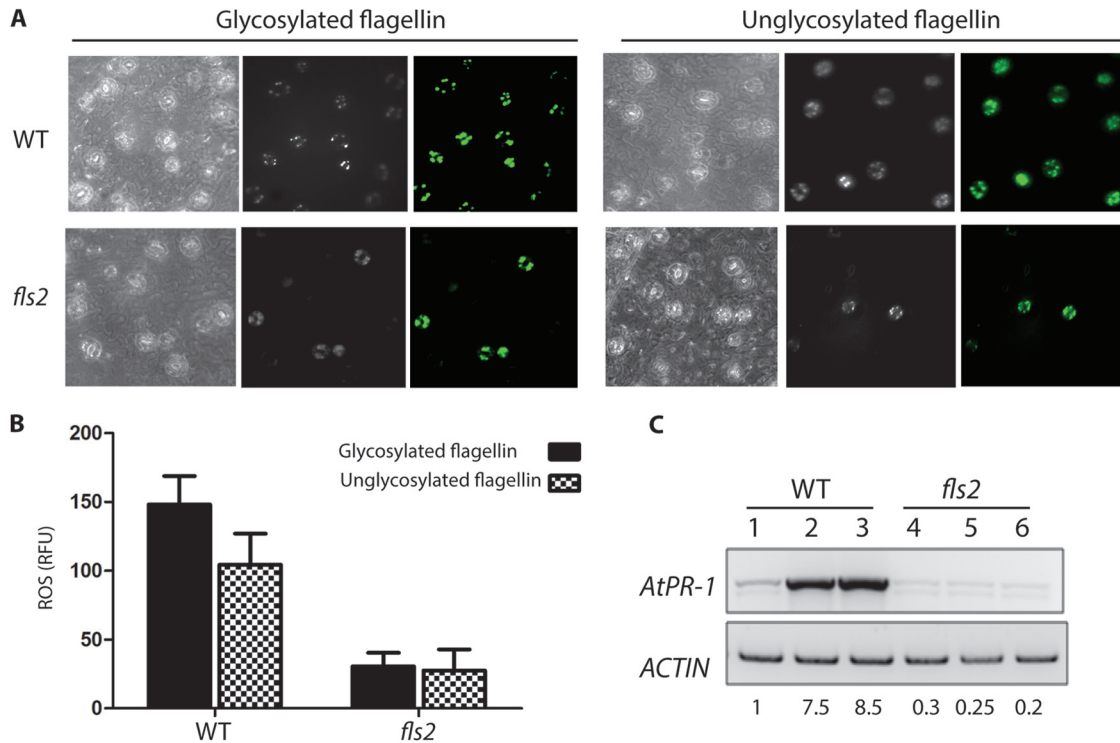 A
Glycosylated flagellin
Unglycosylated flagellin
WT
fls2
B
200
150
100
50
0
ROS (RFU)
Glycosylated flagellin
Unglycosylated flagellin
WT
fls2
C
WT
fls2
1 2 3 4 5 6
AtPR-1
ACTIN
1 7.5 8.5 0.3 0.25 0.2